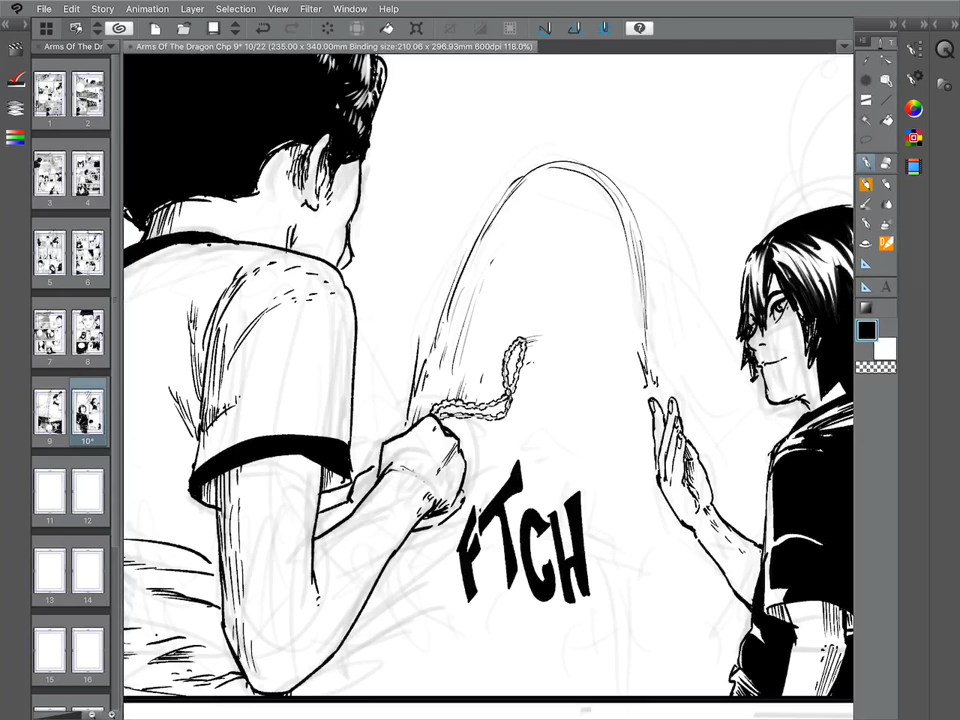 File Edit Story Animation Layer Selection View Filter Window Help
Arms Of The Dr
Arms Of The Dragon Chp 9* 10/22 (235.00 x 340.00mm Binding size:210.06 x 296.93mm 600dpi 118.0%)
1 2
3 4
5 6
7 8
9 10*
11 12
13 14
15 16
A
FTCH